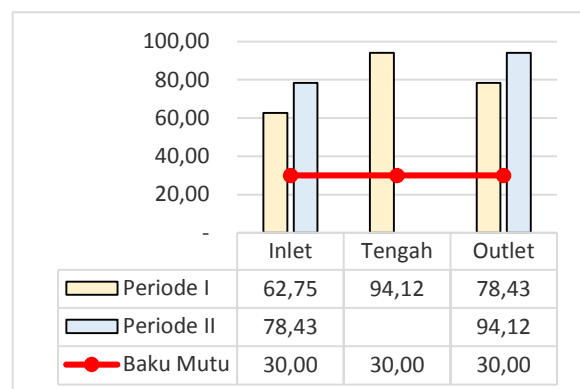 100,00
80,00
60,00
40,00
20,00
-
Inlet Tengah Outlet
Periode I 62,75 94,12 78,43
Periode II 78,43 94,12
Baku Mutu 30,00 30,00 30,00